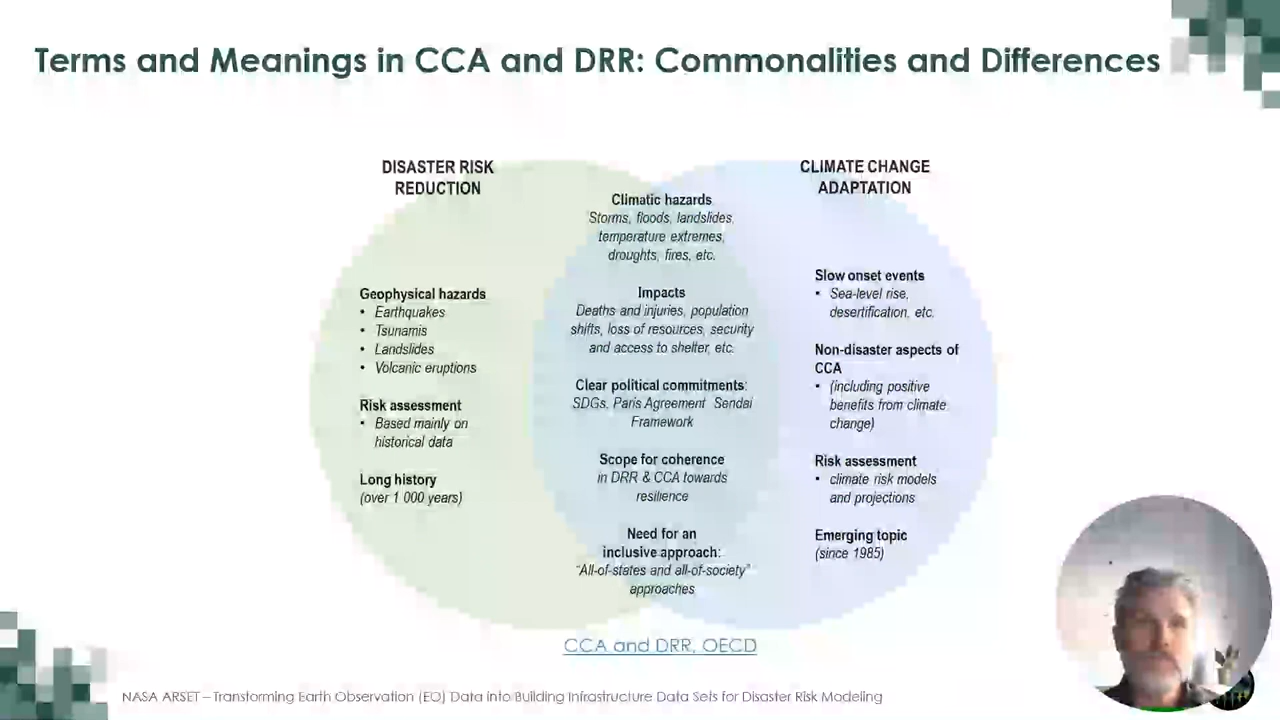 Terms and Meanings in CCA and DRR: Commonalities and Differences
DISASTER RISK
REDUCTION
Geophysical hazards
• Earthquakes
• Tsunamis
• Landslides
• Volcanic eruptions
Risk assessment
• Based mainly on
historical data
Long history
(over 1 000 years)
Climatic hazards
Storms, floods, landslides,
temperature extremes,
droughts, fires, etc.
Impacts
Deaths and injuries, population
shifts, loss of resources, security
and access to shelter, etc.
Clear political commitments:
SDGs, Paris Agreement Sendai
Framework
Scope for coherence
in DRR & CCA towards
resilience
Need for an
inclusive approach:
"All-of-states and all-of-society"
approaches
CLIMATE CHANGE
ADAPTATION
Slow onset events
• Sea-level rise,
desertification, etc.
Non-disaster aspects of
CCA
• (including positive
benefits from climate
change)
Risk assessment
• climate risk models
and projections
Emerging topic
(since 1985)
CCA and DRR, OECD
NASA ARSET – Transforming Earth Observation (EO) Data into Building Infrastructure Data Sets for Disaster Risk Modeling